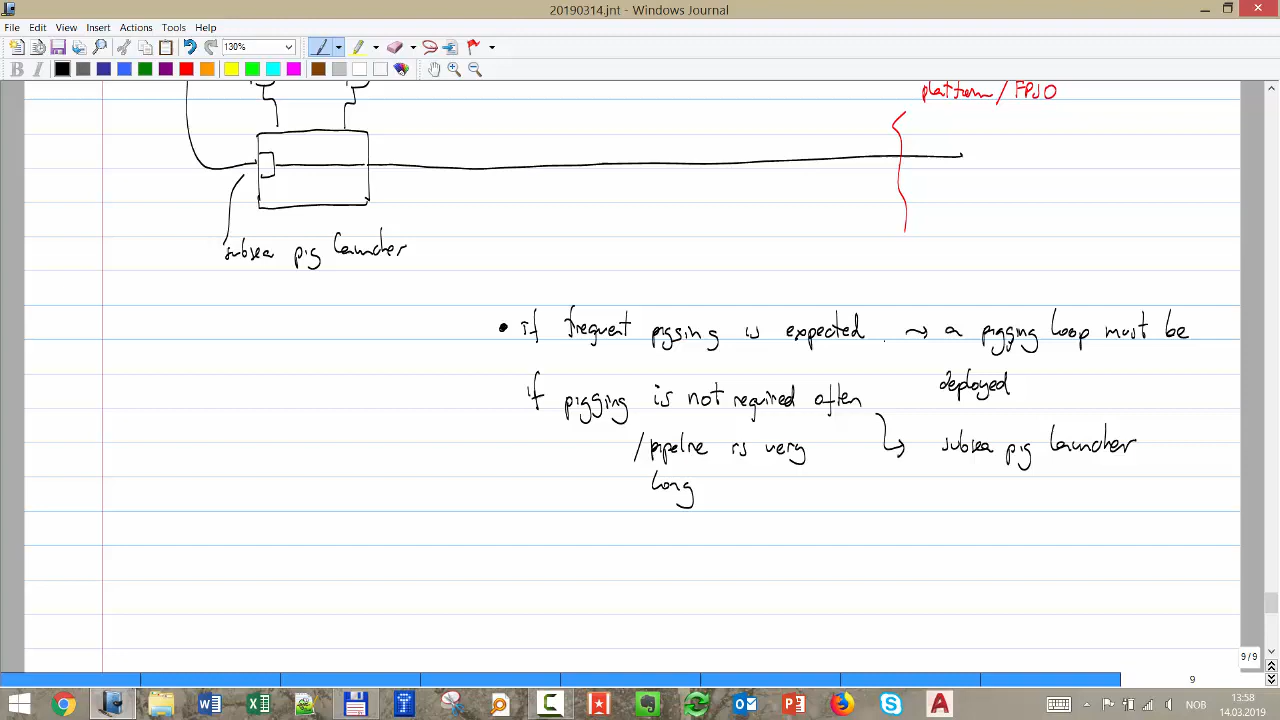 20190314.jnt - Windows Journal
File Edit View Insert Actions Tools Help
130%
B I
platform / FPSO
subsea pig launcher
• if frequent pigging is expected → a pigging loop must be
deployed
if pigging is not required often
/pipeline is very
long
→ subsea pig launcher
9 / 9
9
NOB
13:58
14.03.2019